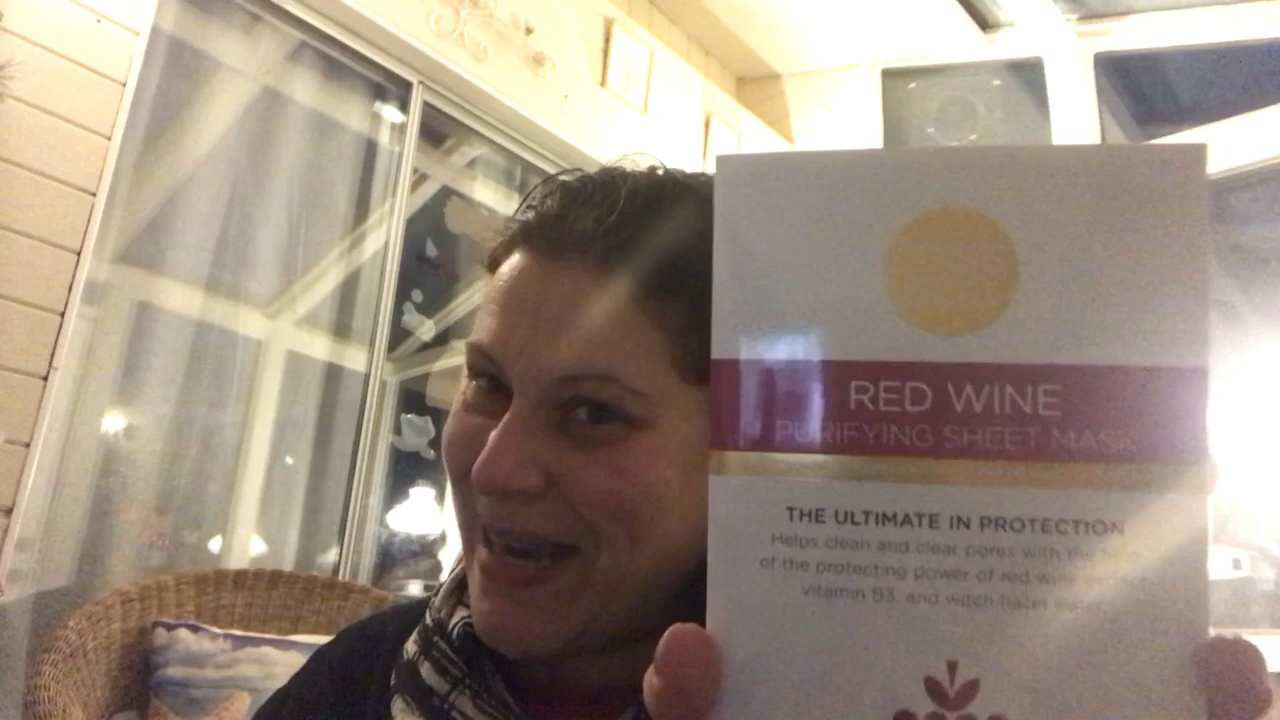 RED WINE
PURIFYING SHEET MASK
THE ULTIMATE IN PROTECTION
Helps clean and clear pores with the
of the protecting power of red wine
vitamin B3, and witch hazel